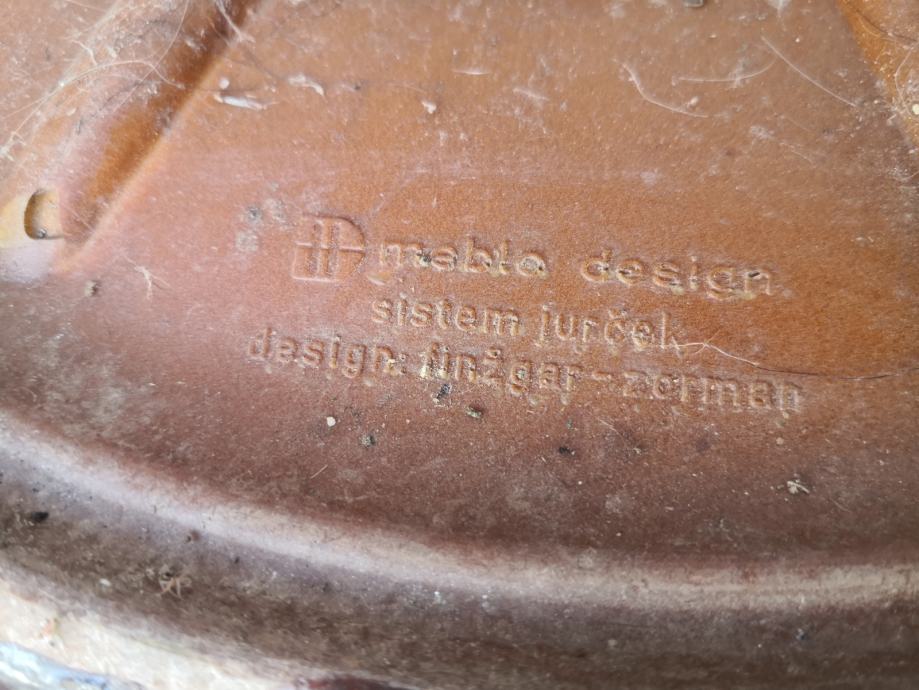 meblo design
sistem jurček
design: finžgar-zorman